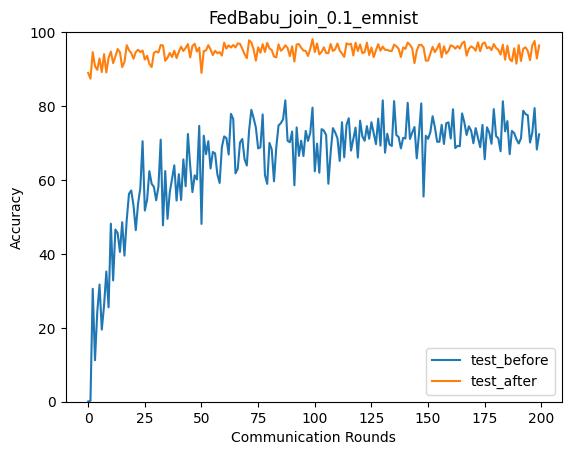 FedBabu_join_0.1_emnist
100
80
60
40
20
0
Accuracy
0 25 50 75 100 125 150 175 200
Communication Rounds
test_before
test_after